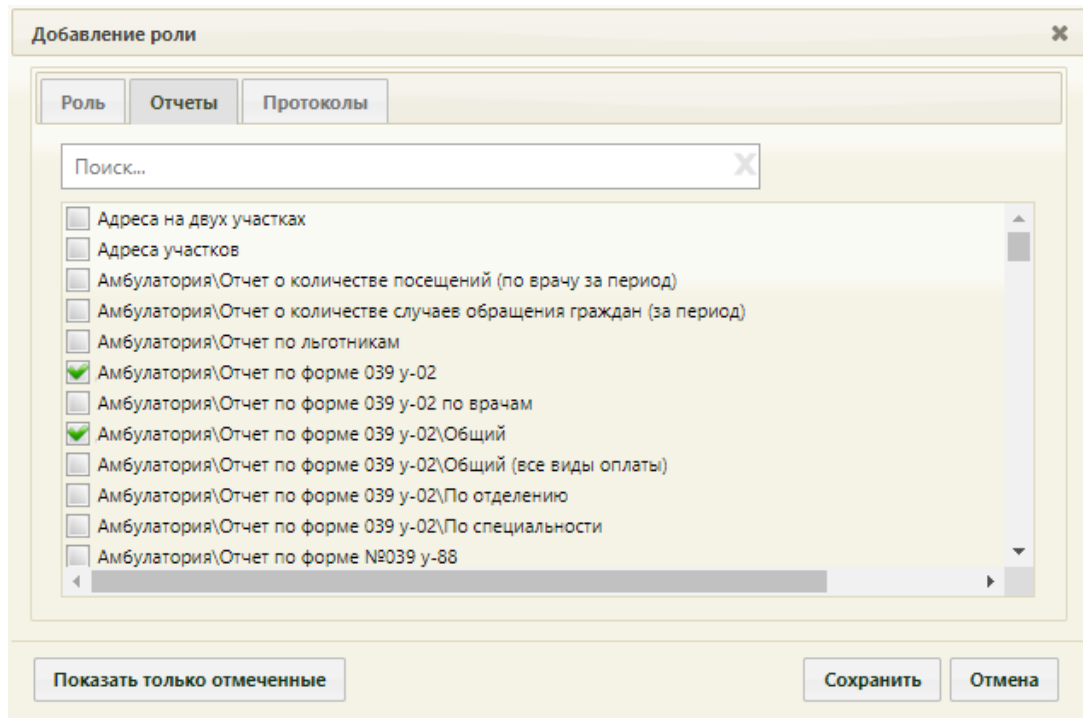 Добавление роли
Роль Отчеты Протоколы
Поиск...
Адреса на двух участках
Адреса участков
Амбулатория\Отчет о количестве посещений (по врачу за период)
Амбулатория\Отчет о количестве случаев обращения граждан (за период)
Амбулатория\Отчет по льготникам
Амбулатория\Отчет по форме 039 у-02
Амбулатория\Отчет по форме 039 у-02 по врачам
Амбулатория\Отчет по форме 039 у-02\Общий
Амбулатория\Отчет по форме 039 у-02\Общий (все виды оплаты)
Амбулатория\Отчет по форме 039 у-02\По отделению
Амбулатория\Отчет по форме 039 у-02\По специальности
Амбулатория\Отчет по форме №039 у-88
Показать только отмеченные Сохранить Отмена